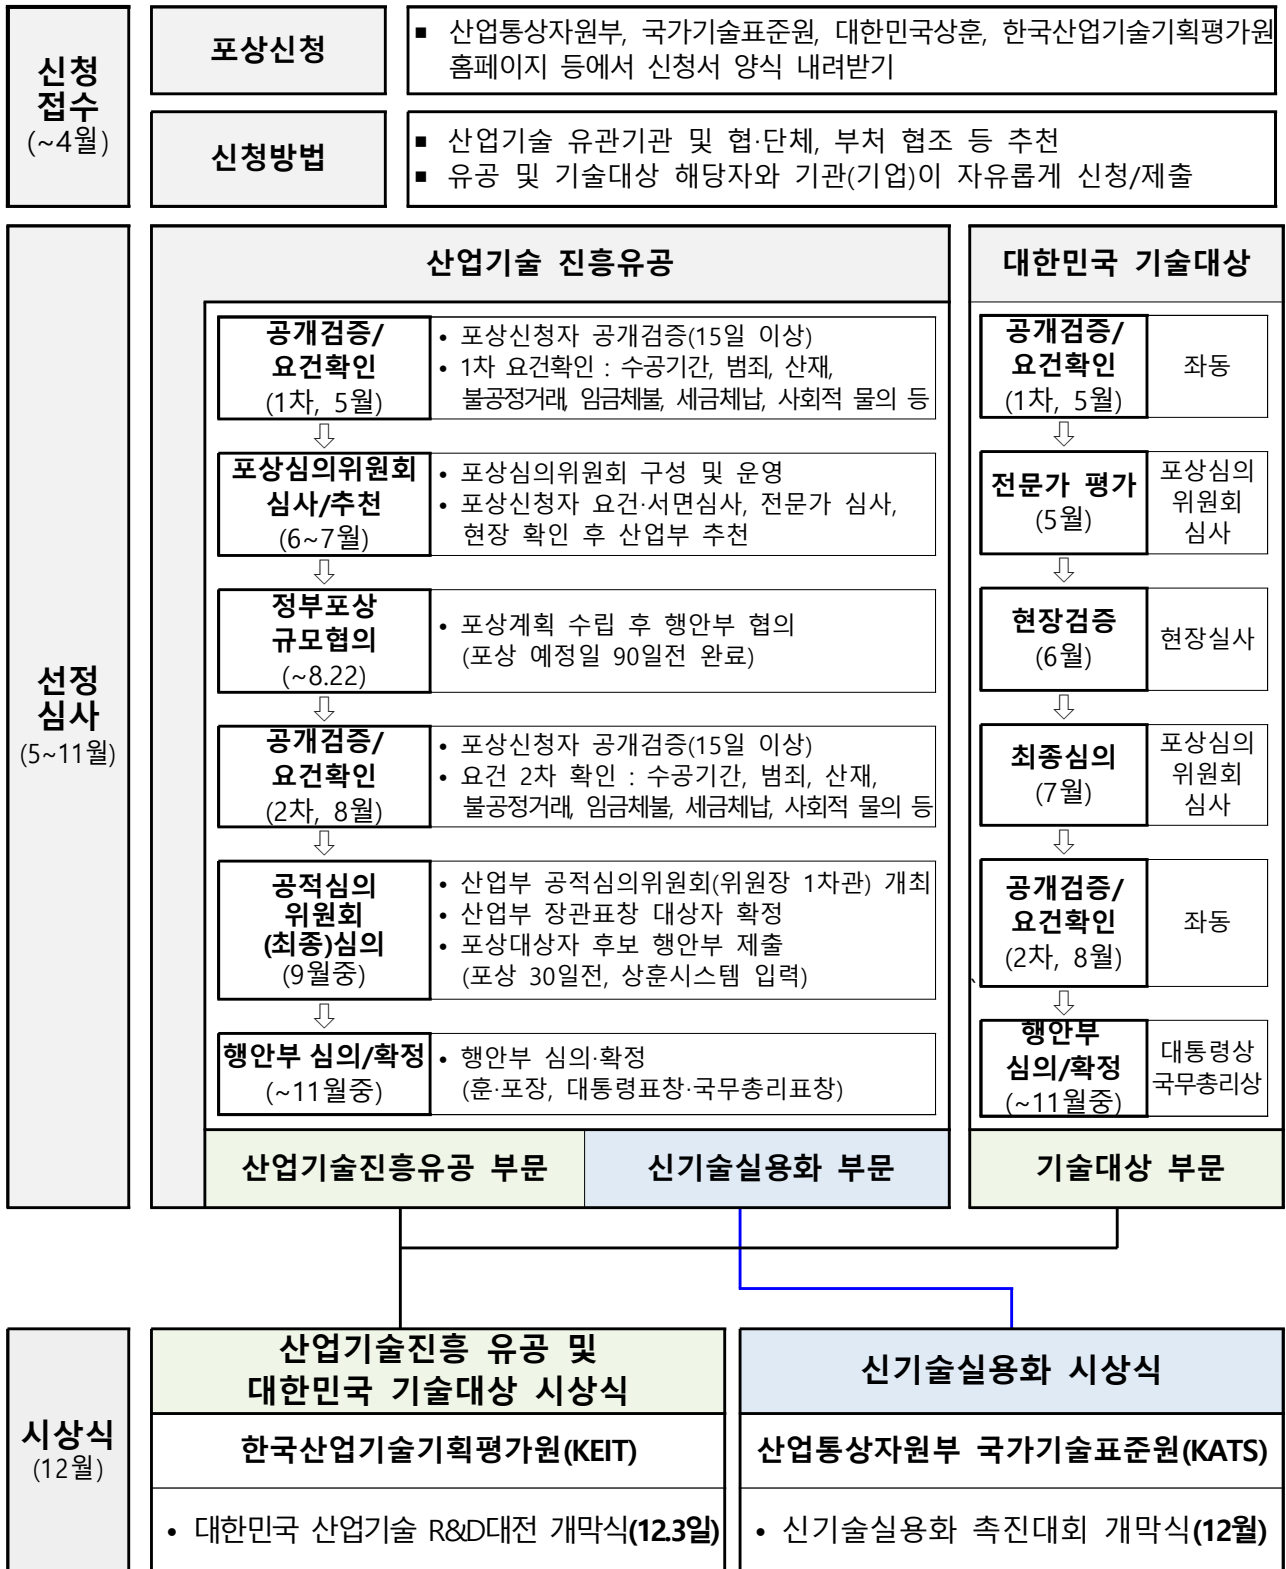 신청
접수
(~4월)
포상신청
▪ 산업통상자원부, 국가기술표준원, 대한민국상훈, 한국산업기술기획평가원
홈페이지 등에서 신청서 양식 내려받기
신청방법
▪ 산업기술 유관기관 및 협·단체, 부처 협조 등 추천
▪ 유공 및 기술대상 해당자와 기관(기업)이 자유롭게 신청/제출
선정
심사
(5~11월)
산업기술 진흥유공
공개검증/
요건확인
(1차, 5월)
• 포상신청자 공개검증(15일 이상)
• 1차 요건확인 : 수공기간, 범죄, 산재,
불공정거래, 임금체불, 세금체납, 사회적 물의 등
⇩
포상심의위원회
심사/추천
(6~7월)
• 포상심의위원회 구성 및 운영
• 포상신청자 요건·서면심사, 전문가 심사,
현장 확인 후 산업부 추천
⇩
정부포상
규모협의
(~8.22)
• 포상계획 수립 후 행안부 협의
(포상 예정일 90일전 완료)
⇩
공개검증/
요건확인
(2차, 8월)
• 포상신청자 공개검증(15일 이상)
• 요건 2차 확인 : 수공기간, 범죄, 산재,
불공정거래, 임금체불, 세금체납, 사회적 물의 등
⇩
공적심의
위원회
(최종)심의
(9월중)
• 산업부 공적심의위원회(위원장 1차관) 개최
• 산업부 장관표창 대상자 확정
• 포상대상자 후보 행안부 제출
(포상 30일전, 상훈시스템 입력)
⇩
행안부 심의/확정
(~11월중)
• 행안부 심의·확정
(훈·포장, 대통령표창·국무총리표창)
산업기술진흥유공 부문
신기술실용화 부문
대한민국 기술대상
공개검증/
요건확인
(1차, 5월)
좌동
⇩
전문가 평가
(5월)
포상심의
위원회
심사
⇩
현장검증
(6월)
현장실사
⇩
최종심의
(7월)
포상심의
위원회
심사
⇩
공개검증/
요건확인
(2차, 8월)
좌동
`
⇩
행안부
심의/확정
(~11월중)
대통령상
국무총리상
기술대상 부문
시상식
(12월)
산업기술진흥 유공 및
대한민국 기술대상 시상식
한국산업기술기획평가원(KEIT)
• 대한민국 산업기술 R&D대전 개막식(12.3일)
신기술실용화 시상식
산업통상자원부 국가기술표준원(KATS)
• 신기술실용화 촉진대회 개막식(12월)